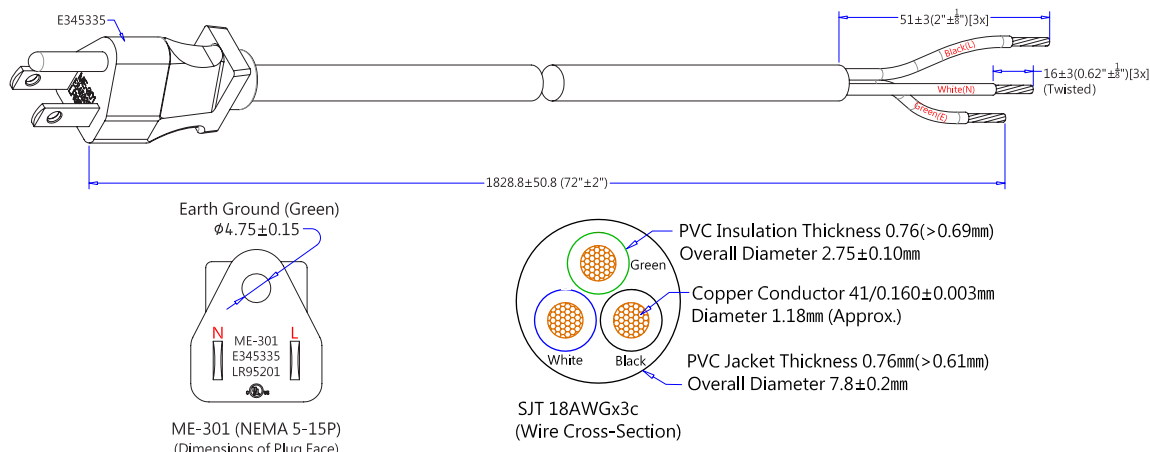 E345335
51±3(2"±⅛")[3x]
Black(L)
16±3(0.62"±⅛")[3x]
(Twisted)
White(N)
Green(E)
1828.8±50.8 (72"±2")
Earth Ground (Green)
ϕ4.75±0.15
N L
ME-301
E345335
LR95201
ME-301 (NEMA 5-15P)
(Dimensions of Plug Face)
PVC Insulation Thickness 0.76(>0.69mm)
Overall Diameter 2.75±0.10mm
Green
Copper Conductor 41/0.160±0.003mm
Diameter 1.18mm (Approx.)
White
Black
PVC Jacket Thickness 0.76mm(>0.61mm)
Overall Diameter 7.8±0.2mm
SJT 18AWGx3c
(Wire Cross-Section)